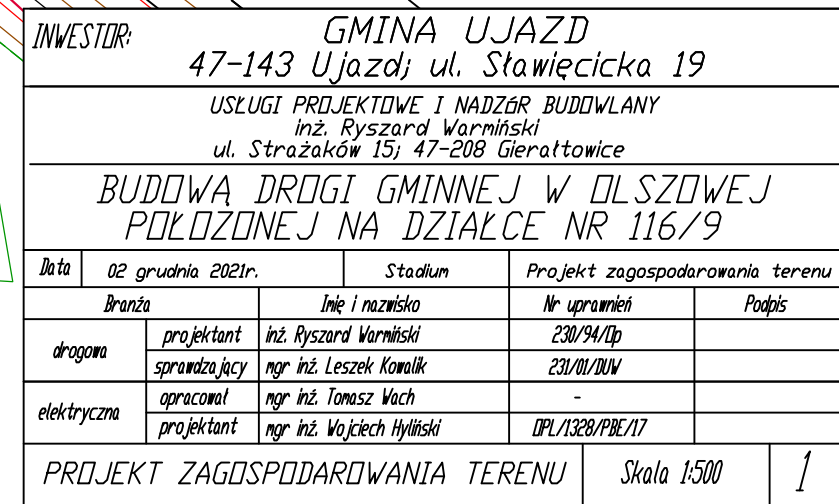 INWESTOR: GMINA UJAZD
47-143 Ujazd; ul. Sławięcicka 19
USŁUGI PROJEKTOWE I NADZóR BUDOWLANY
inż. Ryszard Warmiński
ul. Strażaków 15; 47-208 Gierałtowice
BUDOWĄ DROGI GMINNEJ W OLSZOWEJ
POŁOZONEJ NA DZIAŁCE NR 116/9
Data 02 grudnia 2021r. Stadium Projekt zagospodarowania terenu
Branża Imię i nazwisko Nr uprawnień Podpis
drogowa projektant inż. Ryszard Warmiński 230/94/Op
sprawdzający mgr inż. Leszek Kowalik 231/01/DUW
elektryczna opracował mgr inż. Tomasz Wach -
projektant mgr inż. Wojciech Hyliński OPL/1328/PBE/17
PROJEKT ZAGOSPODAROWANIA TERENU Skala 1:500 1